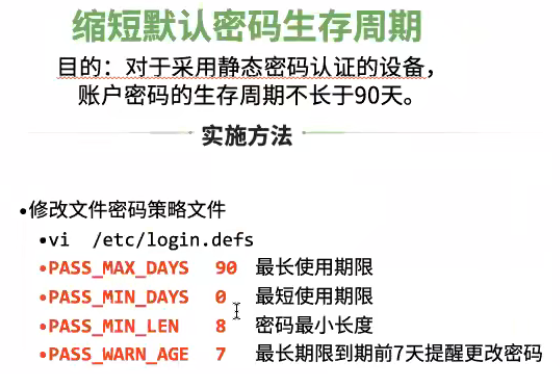 缩短默认密码生存周期
目的：对于采用静态密码认证的设备，
账户密码的生存周期不长于90天。
实施方法
•修改文件密码策略文件
•vi /etc/login.defs
•PASS_MAX_DAYS 90 最长使用期限
•PASS_MIN_DAYS 0 最短使用期限
•PASS_MIN_LEN 8 密码最小长度
•PASS_WARN_AGE 7 最长期限到期前7天提醒更改密码